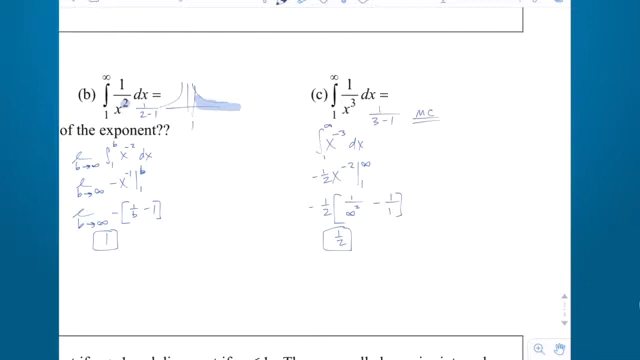 (b) ∫₁^∞ 1/x² dx =
1/(2-1)
1
of the exponent??
lim b→∞ ∫₁^b x⁻² dx
lim b→∞ -x⁻¹ |₁^b
lim b→∞ -[1/b - 1]
1
(c) ∫₁^∞ 1/x³ dx =
1/(3-1) MC
∫₁^∞ x⁻³ dx
-1/2 x⁻² |₁^∞
-1/2 [1/∞² - 1/1]
1/2